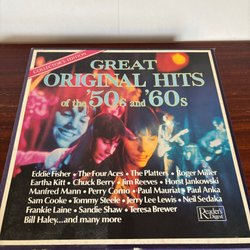 COLLECTOR'S EDITION
GREAT
ORIGINAL HITS
of the '50s and '60s
Eddie Fisher • The Four Aces • The Platters • Roger Miller
Eartha Kitt • Chuck Berry • Jim Reeves • Horst Jankowski
Manfred Mann • Perry Como • Paul Mauriat • Paul Anka
Sam Cooke • Tommy Steele • Jerry Lee Lewis • Neil Sedaka
Frankie Laine • Sandie Shaw • Teresa Brewer
Bill Haley...and many more
Reader's
Digest